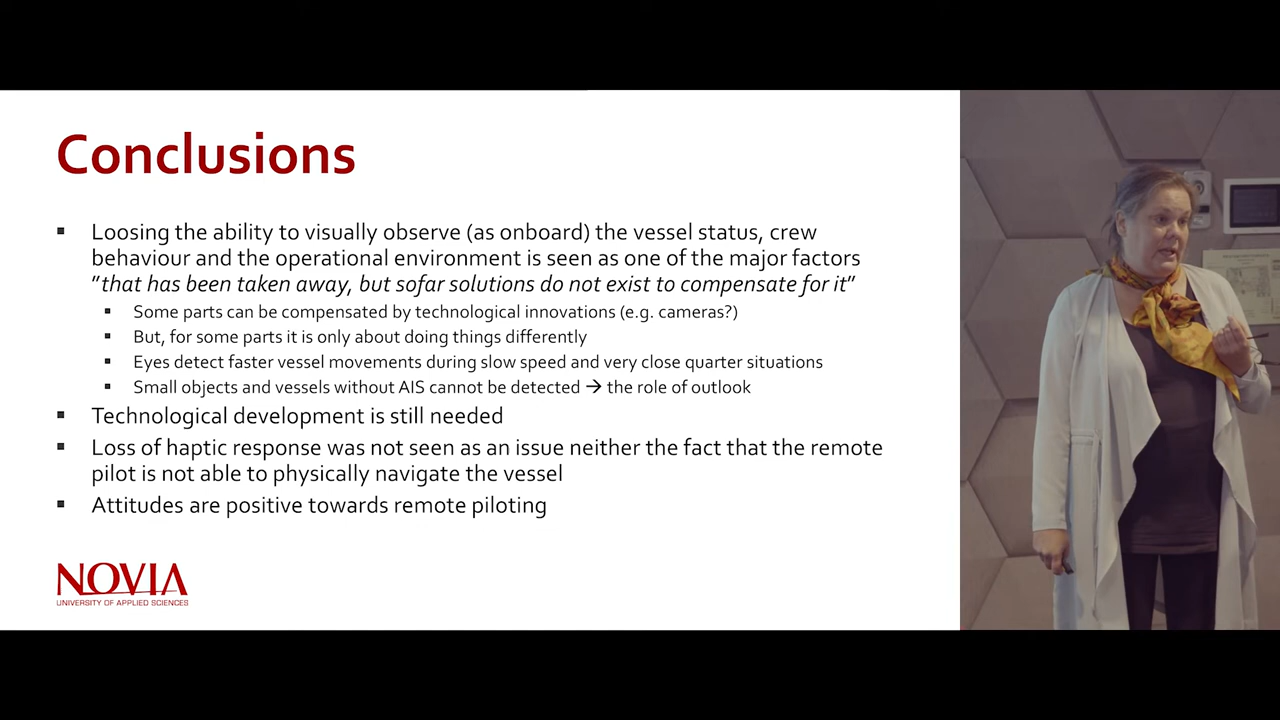 Conclusions
▪ Loosing the ability to visually observe (as onboard) the vessel status, crew
behaviour and the operational environment is seen as one of the major factors
”that has been taken away, but sofar solutions do not exist to compensate for it”
▪ Some parts can be compensated by technological innovations (e.g. cameras?)
▪ But, for some parts it is only about doing things differently
▪ Eyes detect faster vessel movements during slow speed and very close quarter situations
▪ Small objects and vessels without AIS cannot be detected → the role of outlook
▪ Technological development is still needed
▪ Loss of haptic response was not seen as an issue neither the fact that the remote
pilot is not able to physically navigate the vessel
▪ Attitudes are positive towards remote piloting
NOVIA
UNIVERSITY OF APPLIED SCIENCES